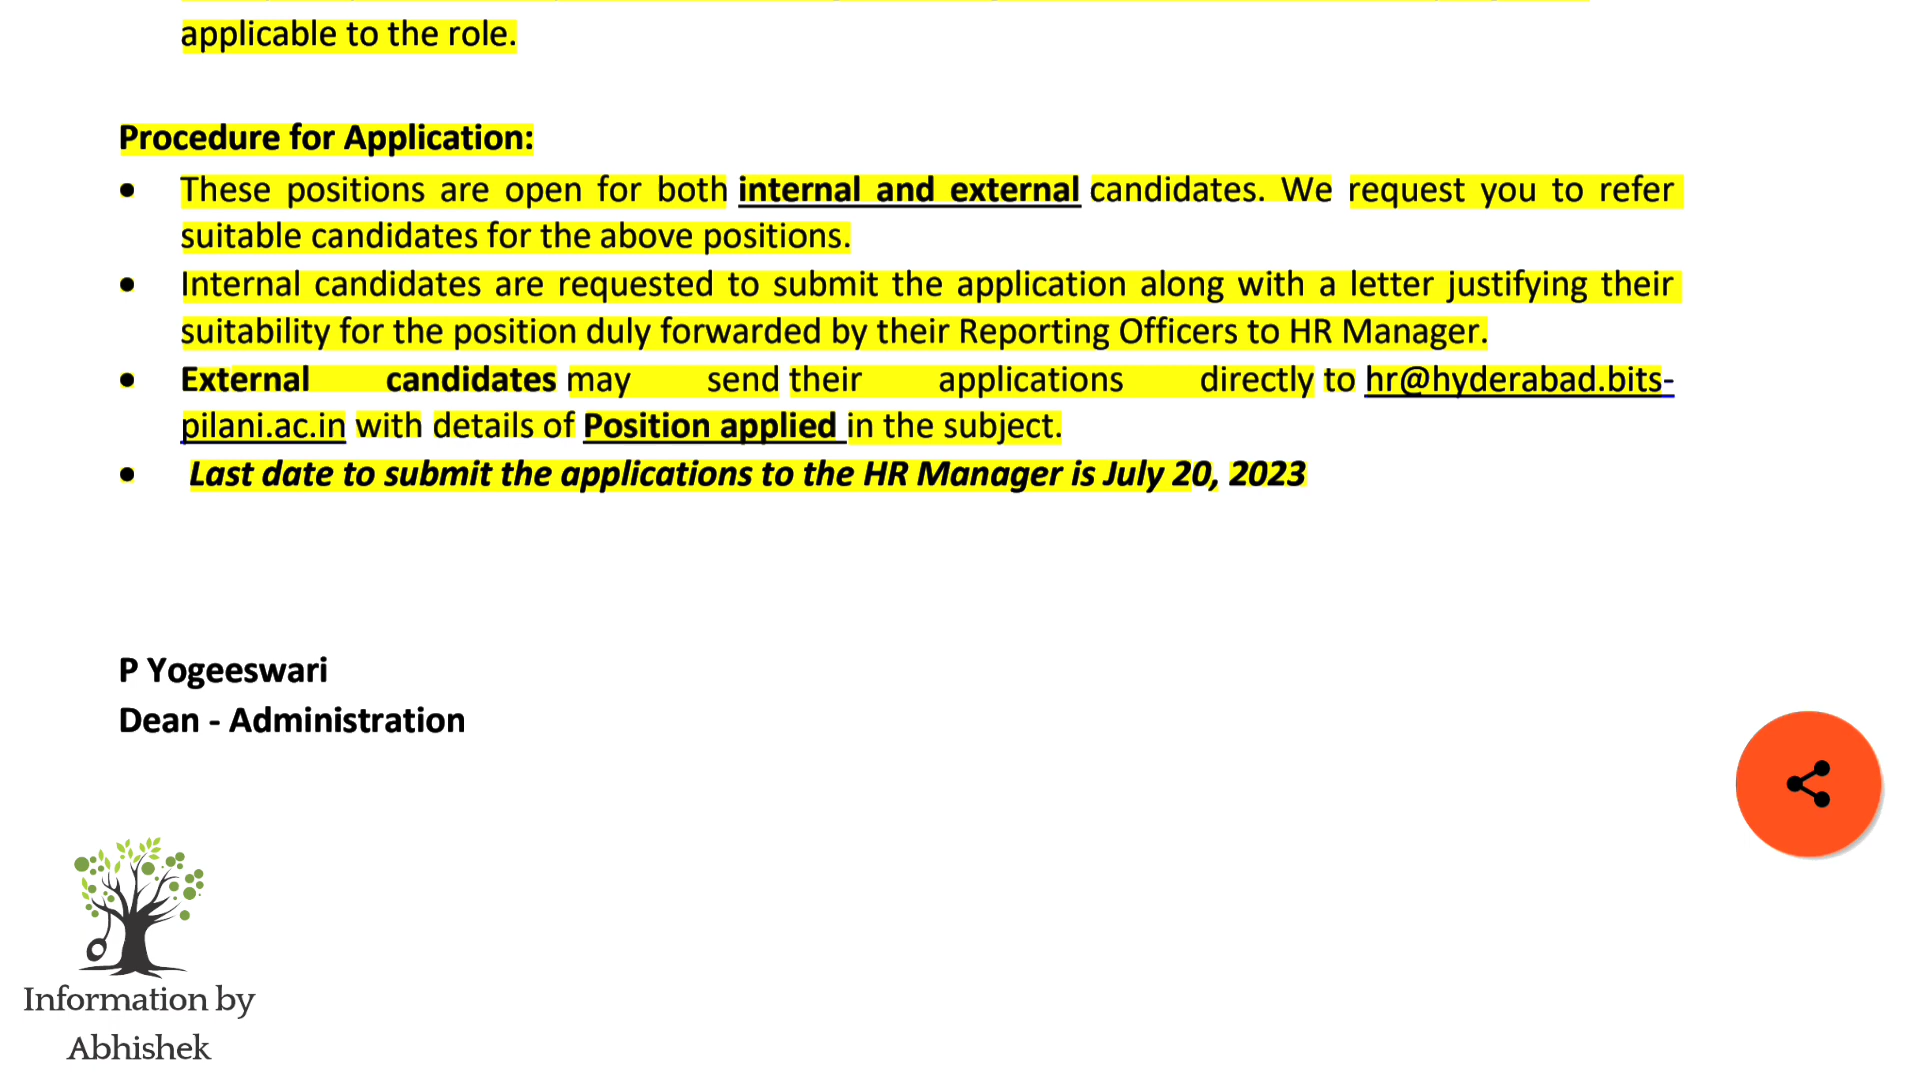 applicable to the role.
Procedure for Application:
• These positions are open for both internal and external candidates. We request you to refer
suitable candidates for the above positions.
• Internal candidates are requested to submit the application along with a letter justifying their
suitability for the position duly forwarded by their Reporting Officers to HR Manager.
• External candidates may send their applications directly to hr@hyderabad.bits-
pilani.ac.in with details of Position applied in the subject.
• Last date to submit the applications to the HR Manager is July 20, 2023
P Yogeeswari
Dean - Administration
Information by
Abhishek